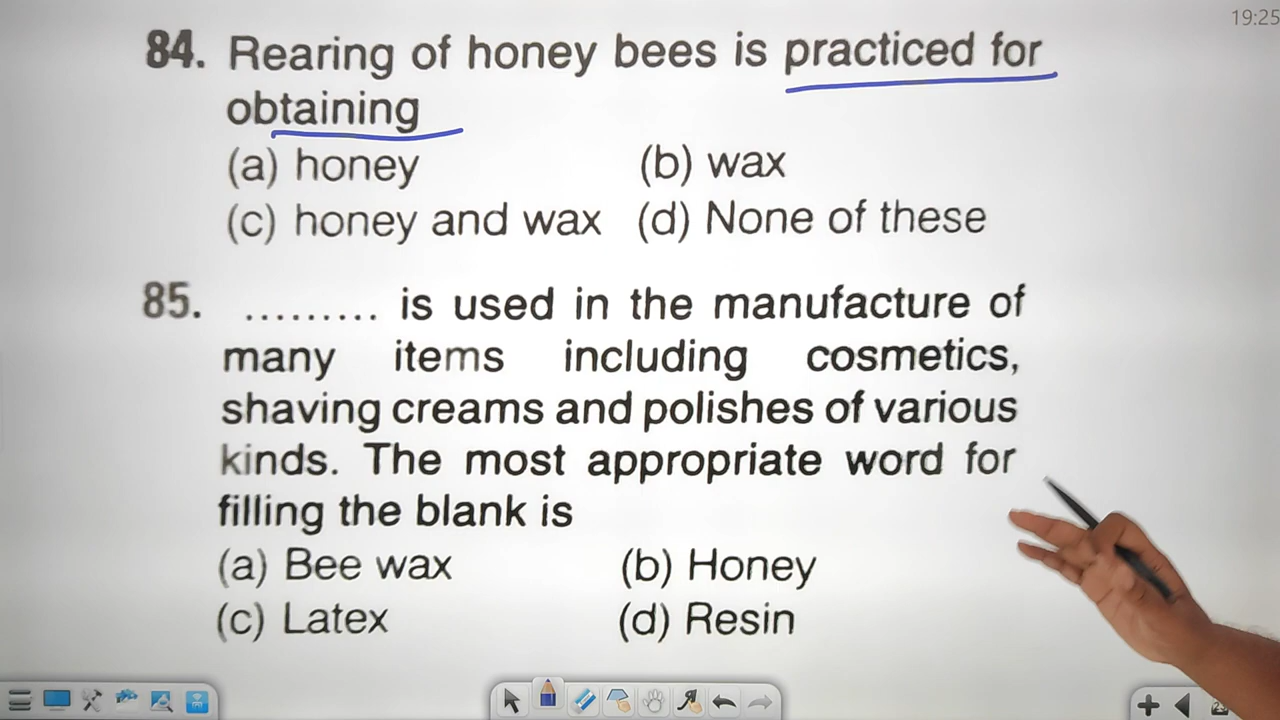 19:25
84. Rearing of honey bees is practiced for
obtaining
(a) honey (b) wax
(c) honey and wax (d) None of these
85. ......... is used in the manufacture of
many items including cosmetics,
shaving creams and polishes of various
kinds. The most appropriate word for
filling the blank is
(a) Bee wax (b) Honey
(c) Latex (d) Resin